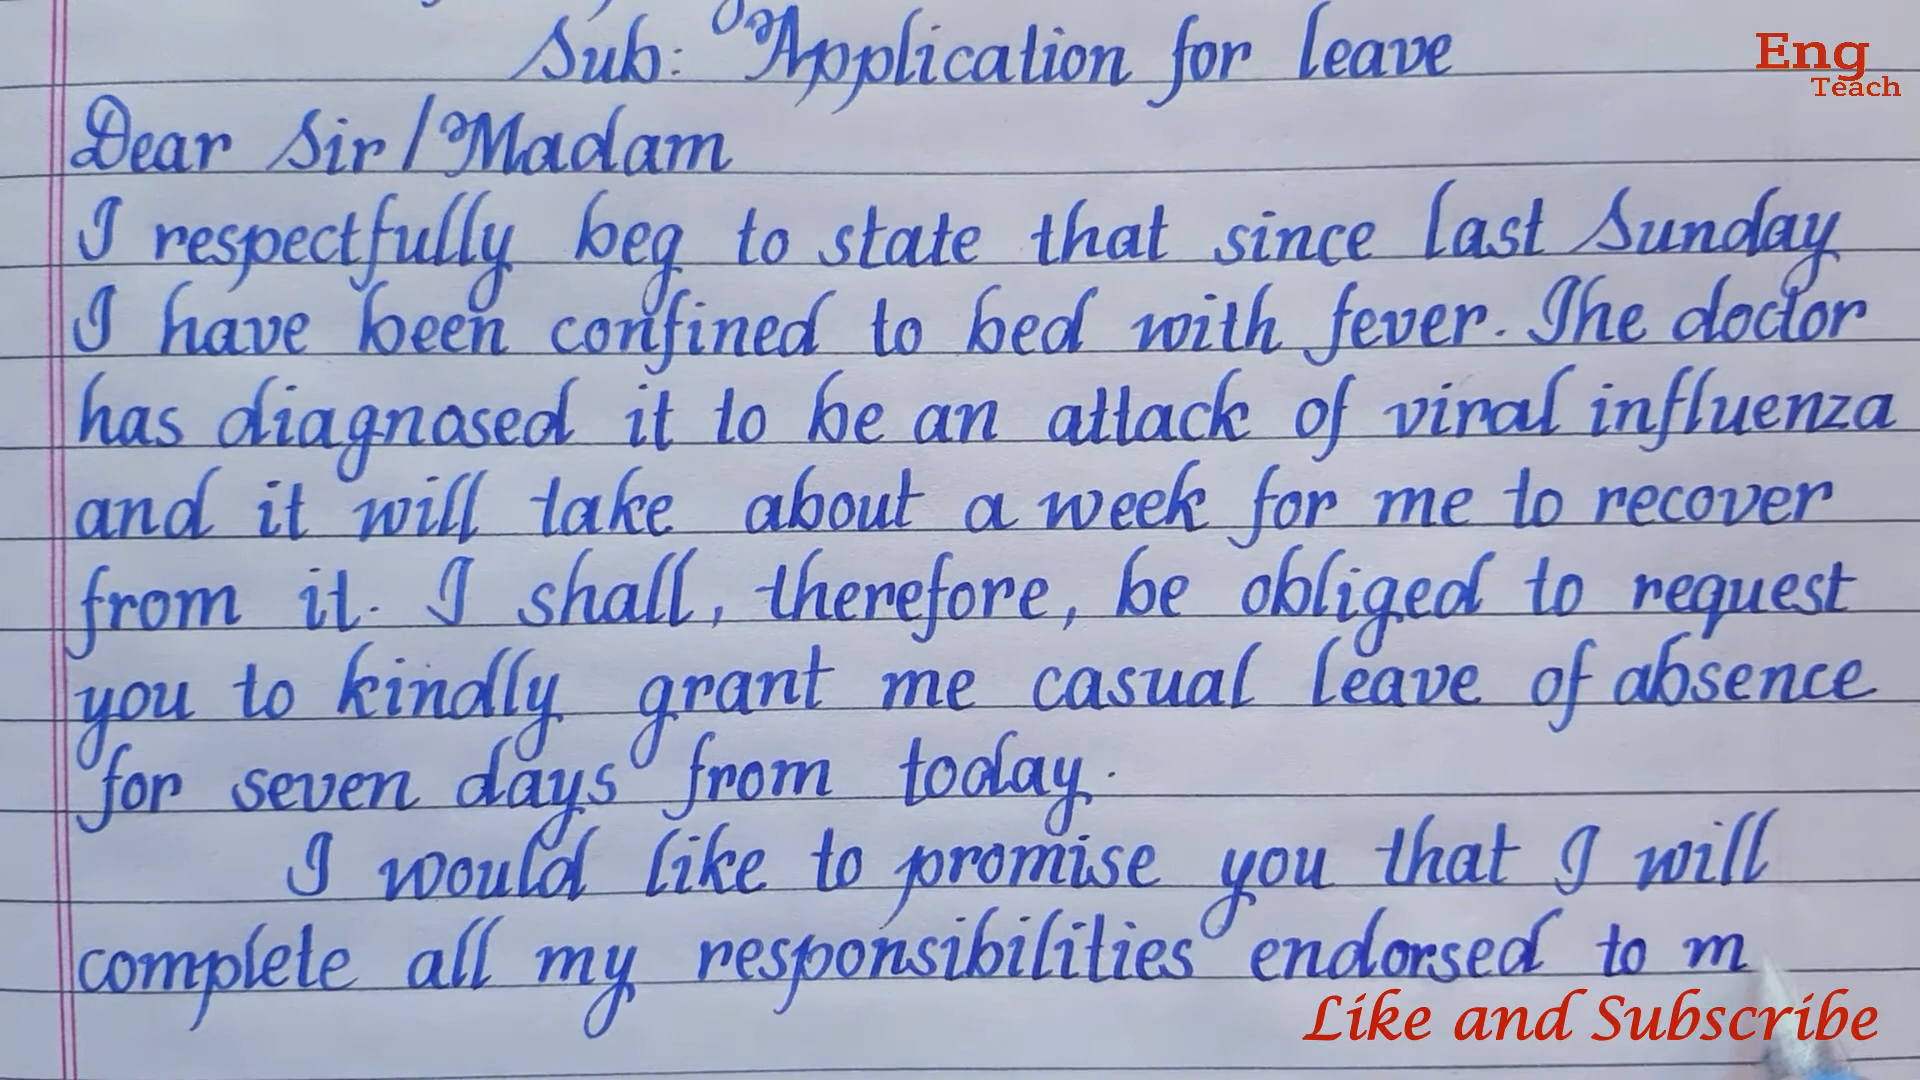 Sub: Application for leave
Eng
Teach
Dear Sir/Madam
I respectfully beg to state that since last Sunday
I have been confined to bed with fever. The doctor
has diagnosed it to be an attack of viral influenza
and it will take about a week for me to recover
from it. I shall, therefore, be obliged to request
you to kindly grant me casual leave of absence
for seven days from today.
I would like to promise you that I will
complete all my responsibilities endorsed to m
Like and Subscribe